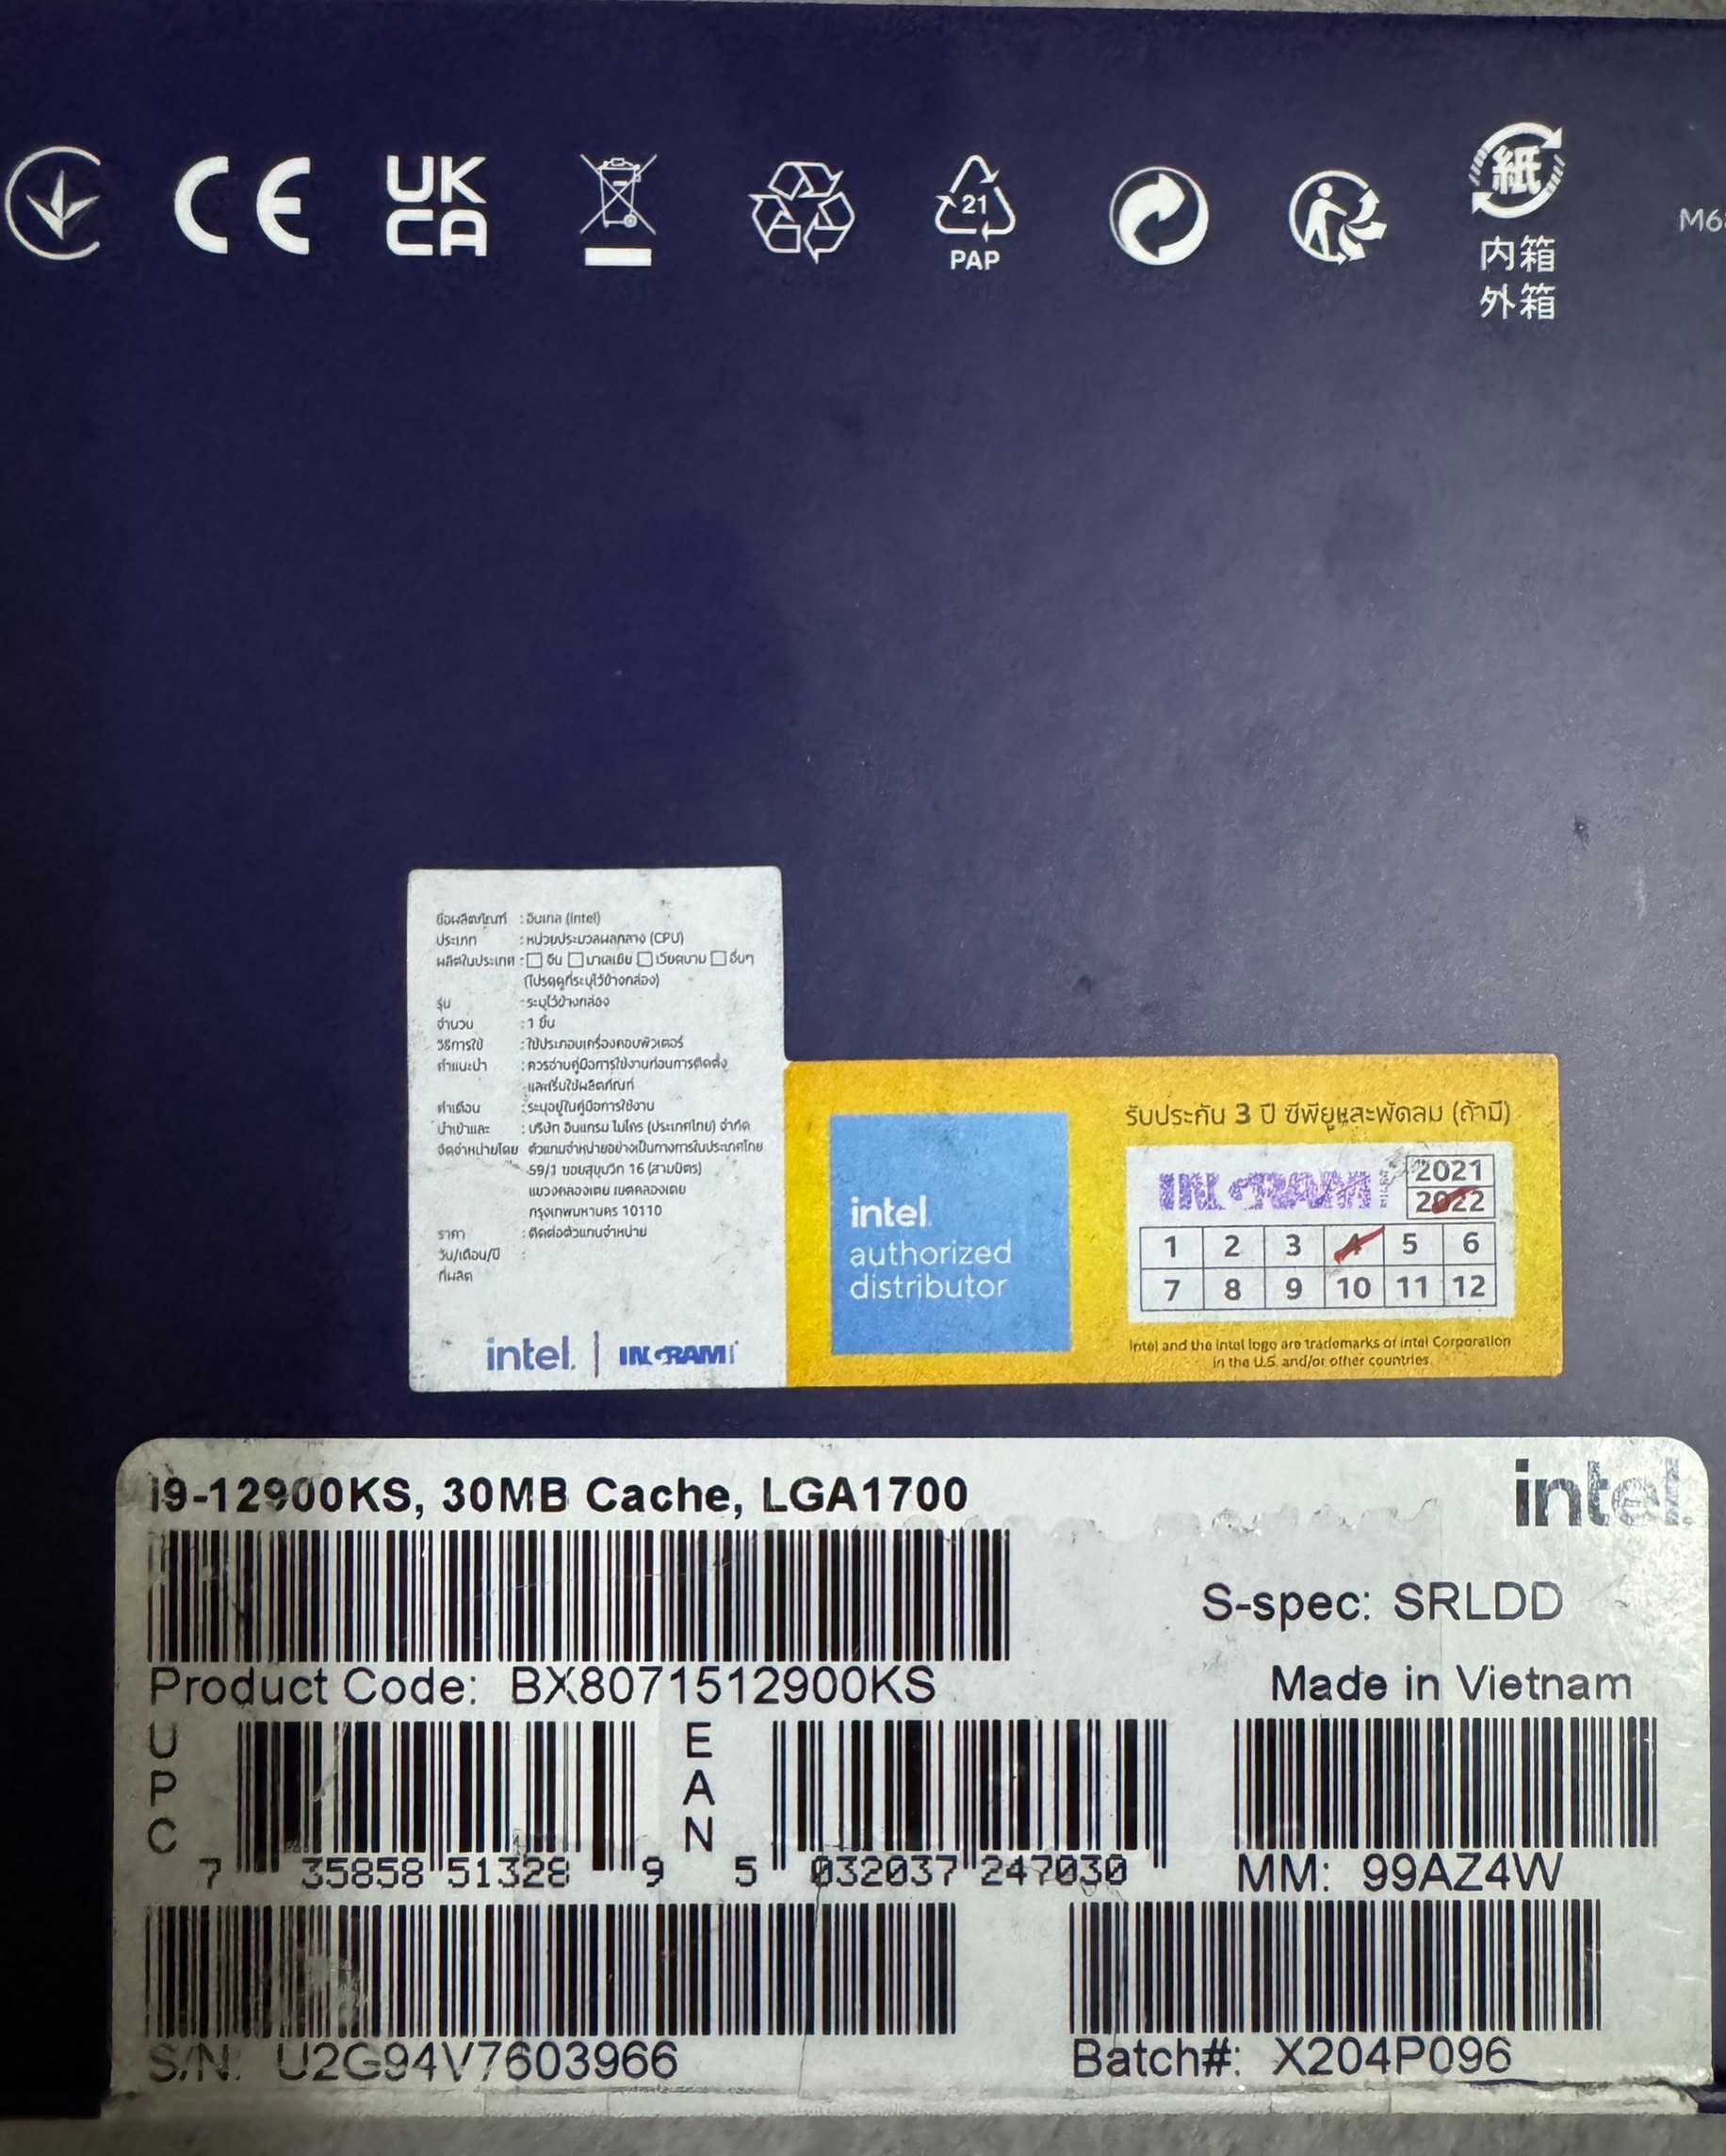 CE
UK
CA
21
PAP
紙
内箱
外箱
ชื่อผลิตภัณฑ์ : อินเทล (intel)
ประเภท : หน่วยประมวลผลกลาง (CPU)
ผลิตในประเทศ : จีน มาเลเซีย เวียดนาม อื่นๆ
(โปรดดูที่ระบุไว้ข้างกล่อง)
รุ่น : ระบุไว้ข้างกล่อง
จำนวน : 1 ชิ้น
วิธีการใช้ : ใช้ประกอบเครื่องคอมพิวเตอร์
คำแนะนำ : ควรอ่านคู่มือการใช้งานก่อนการติดตั้ง
และเริ่มใช้ผลิตภัณฑ์
คำเตือน : ระบุอยู่ในคู่มือการใช้งาน
นำเข้าและ : บริษัท อินแกรม ไมโคร (ประเทศไทย) จำกัด
จัดจำหน่ายโดย ตัวแทนจำหน่ายอย่างเป็นทางการในประเทศไทย
59/1 ซอยสุขุมวิท 16 (สามมิตร)
แขวงคลองเตย เขตคลองเตย
กรุงเทพมหานคร 10110
ราคา : ติดต่อตัวแทนจำหน่าย
วัน/เดือน/ปี :
ที่ผลิต
intel. | INGRAM
intel.
authorized
distributor
รับประกัน 3 ปี ซีพียูและพัดลม (ถ้ามี)
INGRAM
2021
2022
1 2 3 4 5 6
7 8 9 10 11 12
Intel and the intel logo are trademarks of intel Corporation
in the U.S. and/or other countries.
i9-12900KS, 30MB Cache, LGA1700
intel.
S-spec: SRLDD
Product Code: BX8071512900KS
Made in Vietnam
UPC
7 35858 51328 9
EAN
5 032037 247030
MM: 99AZ4W
S/N: U2G94V7603966
Batch#: X204P096